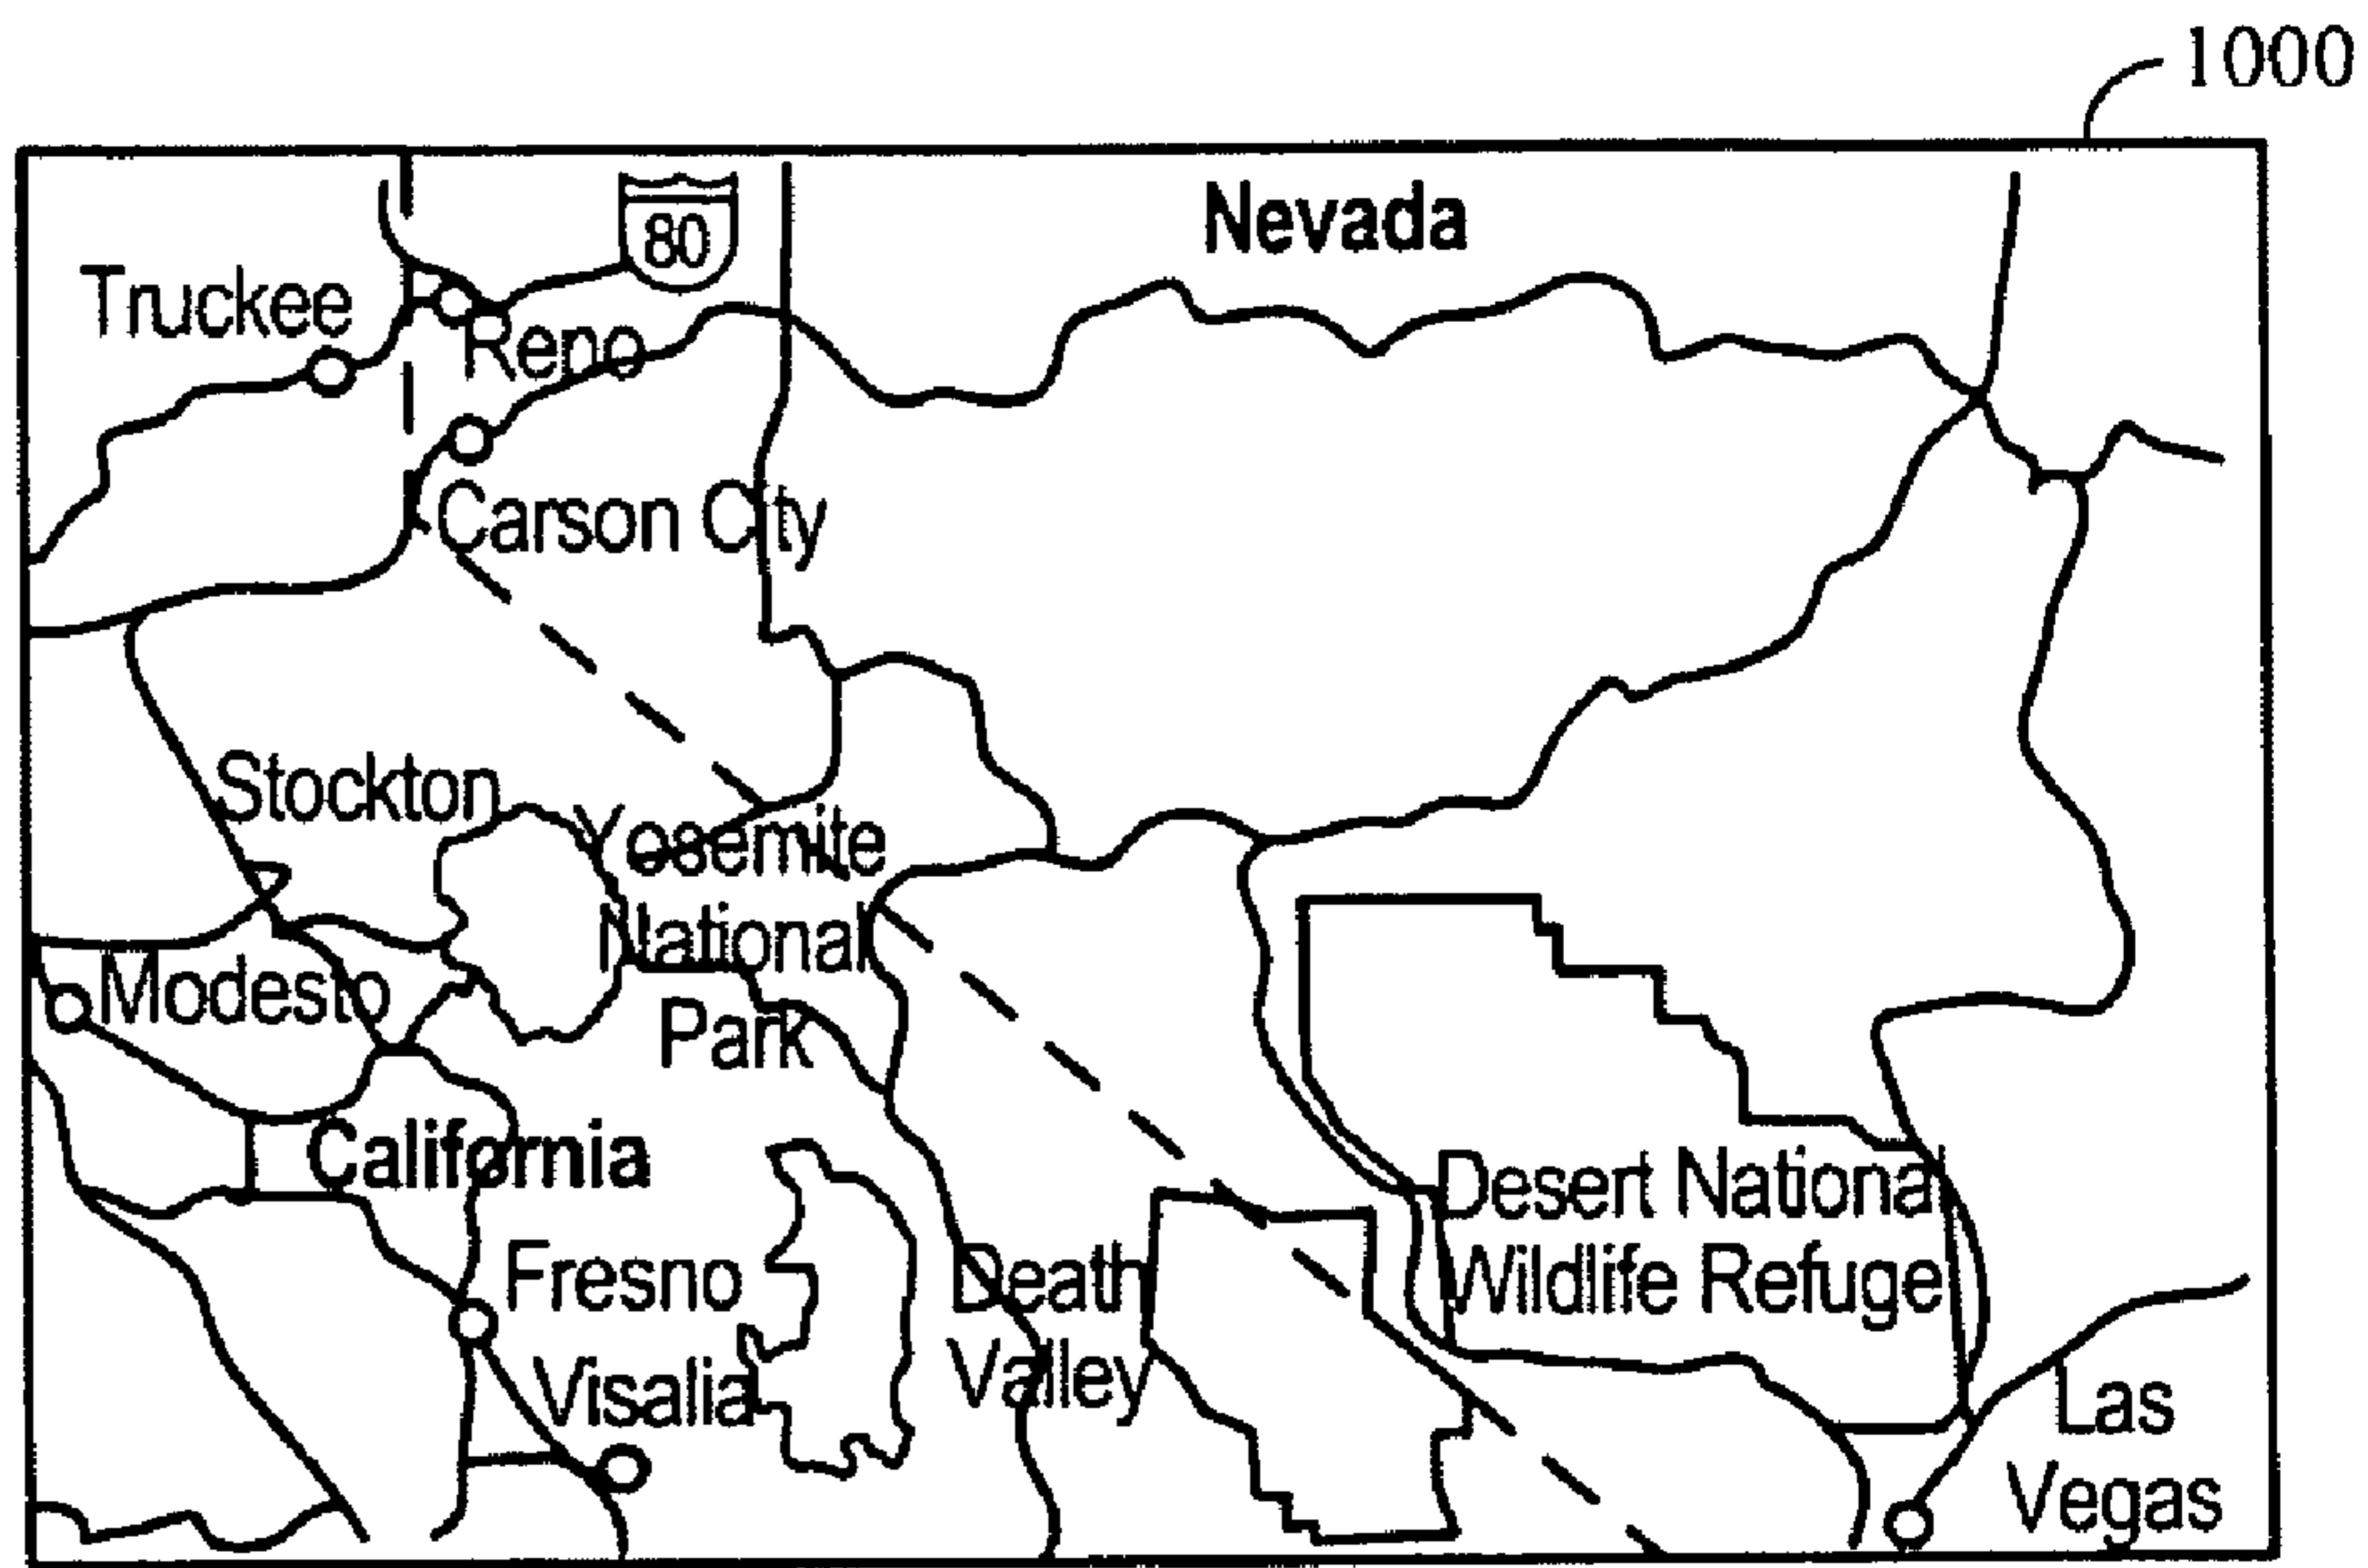 1000
Nevada
80
Truckee
Reno
Carson City
Stockton
Yosemite
National
Park
Modesto
California
Desert National
Wildlife Refuge
Fresno
Death
Valley
Visalia
Las
Vegas